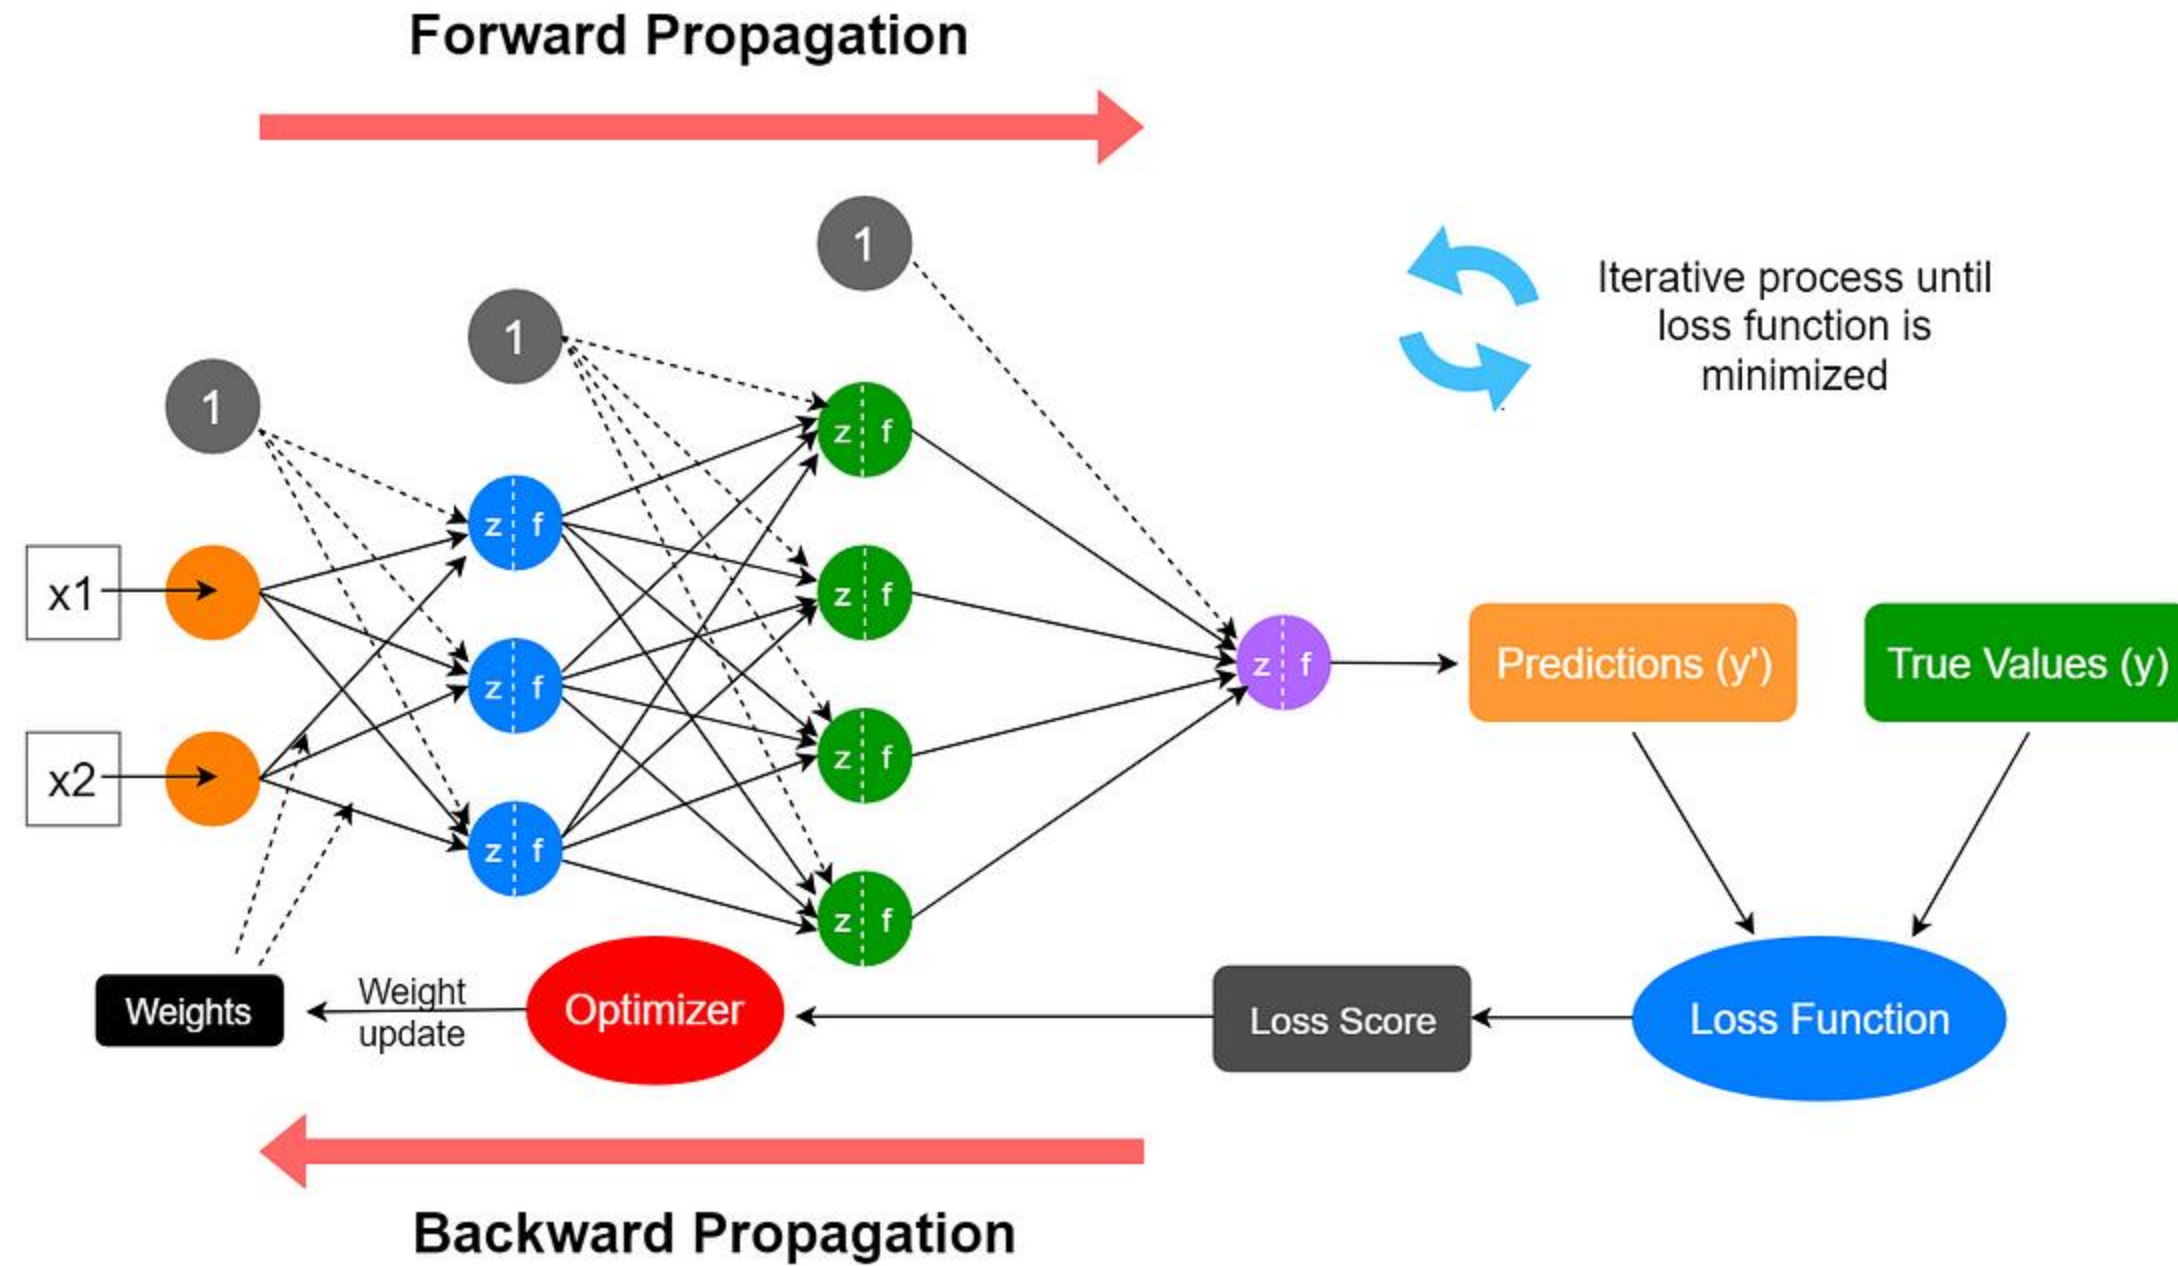 Forward Propagation
1
1
1
Iterative process until
loss function is
minimized
z f
z f
x1
z f
z f
z f
Predictions (y')
True Values (y)
x2
z f
z f
z f
Weights
Weight
update
Optimizer
Loss Score
Loss Function
Backward Propagation